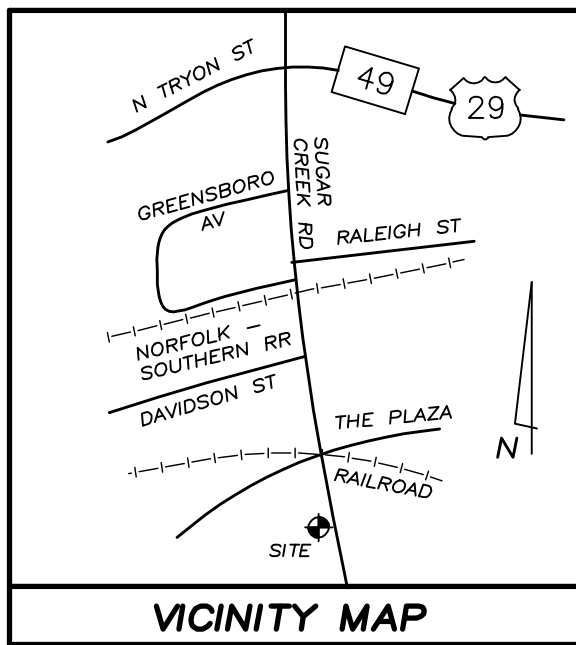 N TRYON ST
49
29
SUGAR
CREEK RD
GREENSBORO
AV
RALEIGH ST
NORFOLK –
SOUTHERN RR
DAVIDSON ST
THE PLAZA
RAILROAD
N
SITE
VICINITY MAP